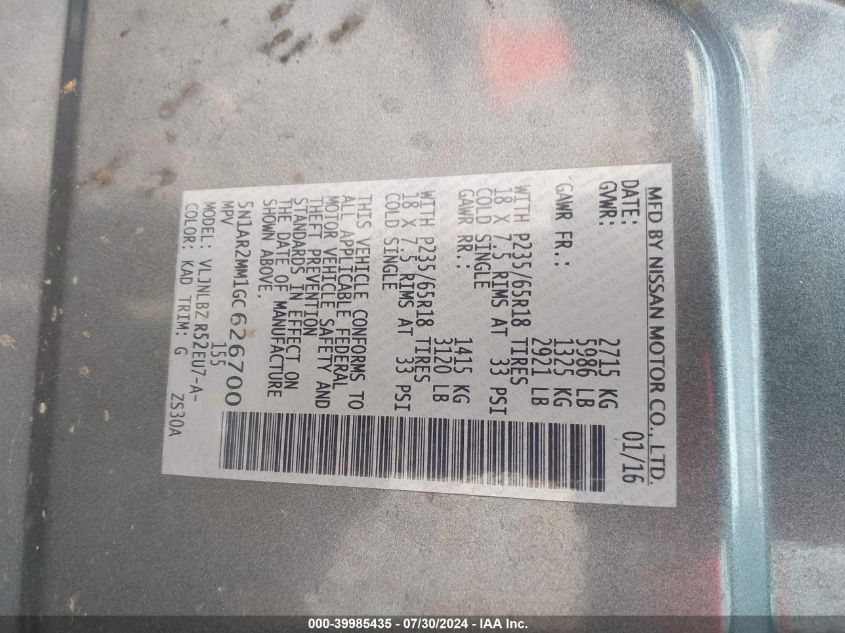 MFD BY NISSAN MOTOR CO., LTD.
DATE: 01/16
GVWR: 2715 KG
5986 LB
GAWR FR.: 1325 KG
2921 LB
WITH P235/65R18 TIRES
18 X 7.5 RIMS AT 33 PSI
COLD SINGLE
GAWR RR.: 1415 KG
3120 LB
WITH P235/65R18 TIRES
18 X 7.5 RIMS AT 33 PSI
COLD SINGLE
THIS VEHICLE CONFORMS TO
ALL APPLICABLE FEDERAL
MOTOR VEHICLE SAFETY AND
THEFT PREVENTION
STANDARDS IN EFFECT ON
THE DATE OF MANUFACTURE
SHOWN ABOVE.
5N1AR2MM1GC626700
MPV 155
MODEL: VLJNLBZ R52EU7-A-
COLOR: KAD TRIM: G ZS30A
000-39985435 - 07/30/2024 - IAA Inc.